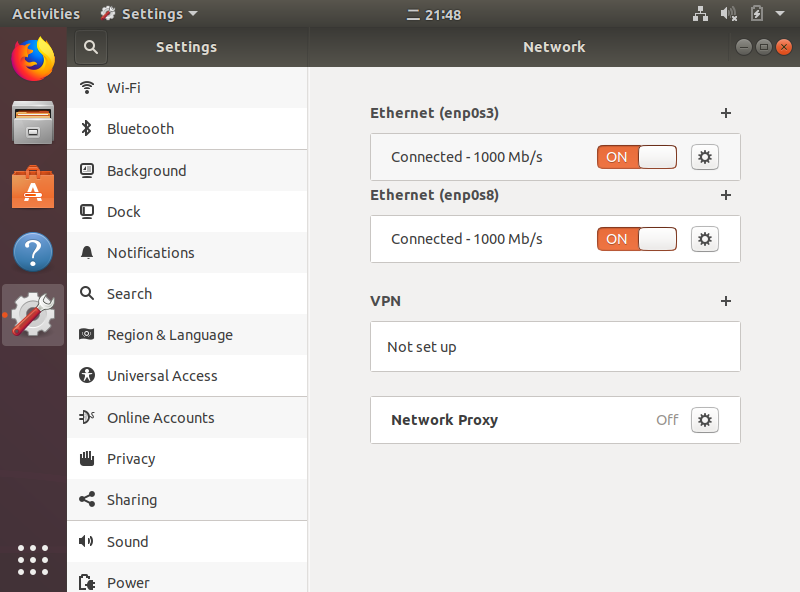 Activities Settings 二 21:48
Settings Network
Wi-Fi
Bluetooth
Background
Dock
Notifications
Search
Region & Language
Universal Access
Online Accounts
Privacy
Sharing
Sound
Power
Ethernet (enp0s3)
Connected - 1000 Mb/s ON
Ethernet (enp0s8)
Connected - 1000 Mb/s ON
VPN
Not set up
Network Proxy Off